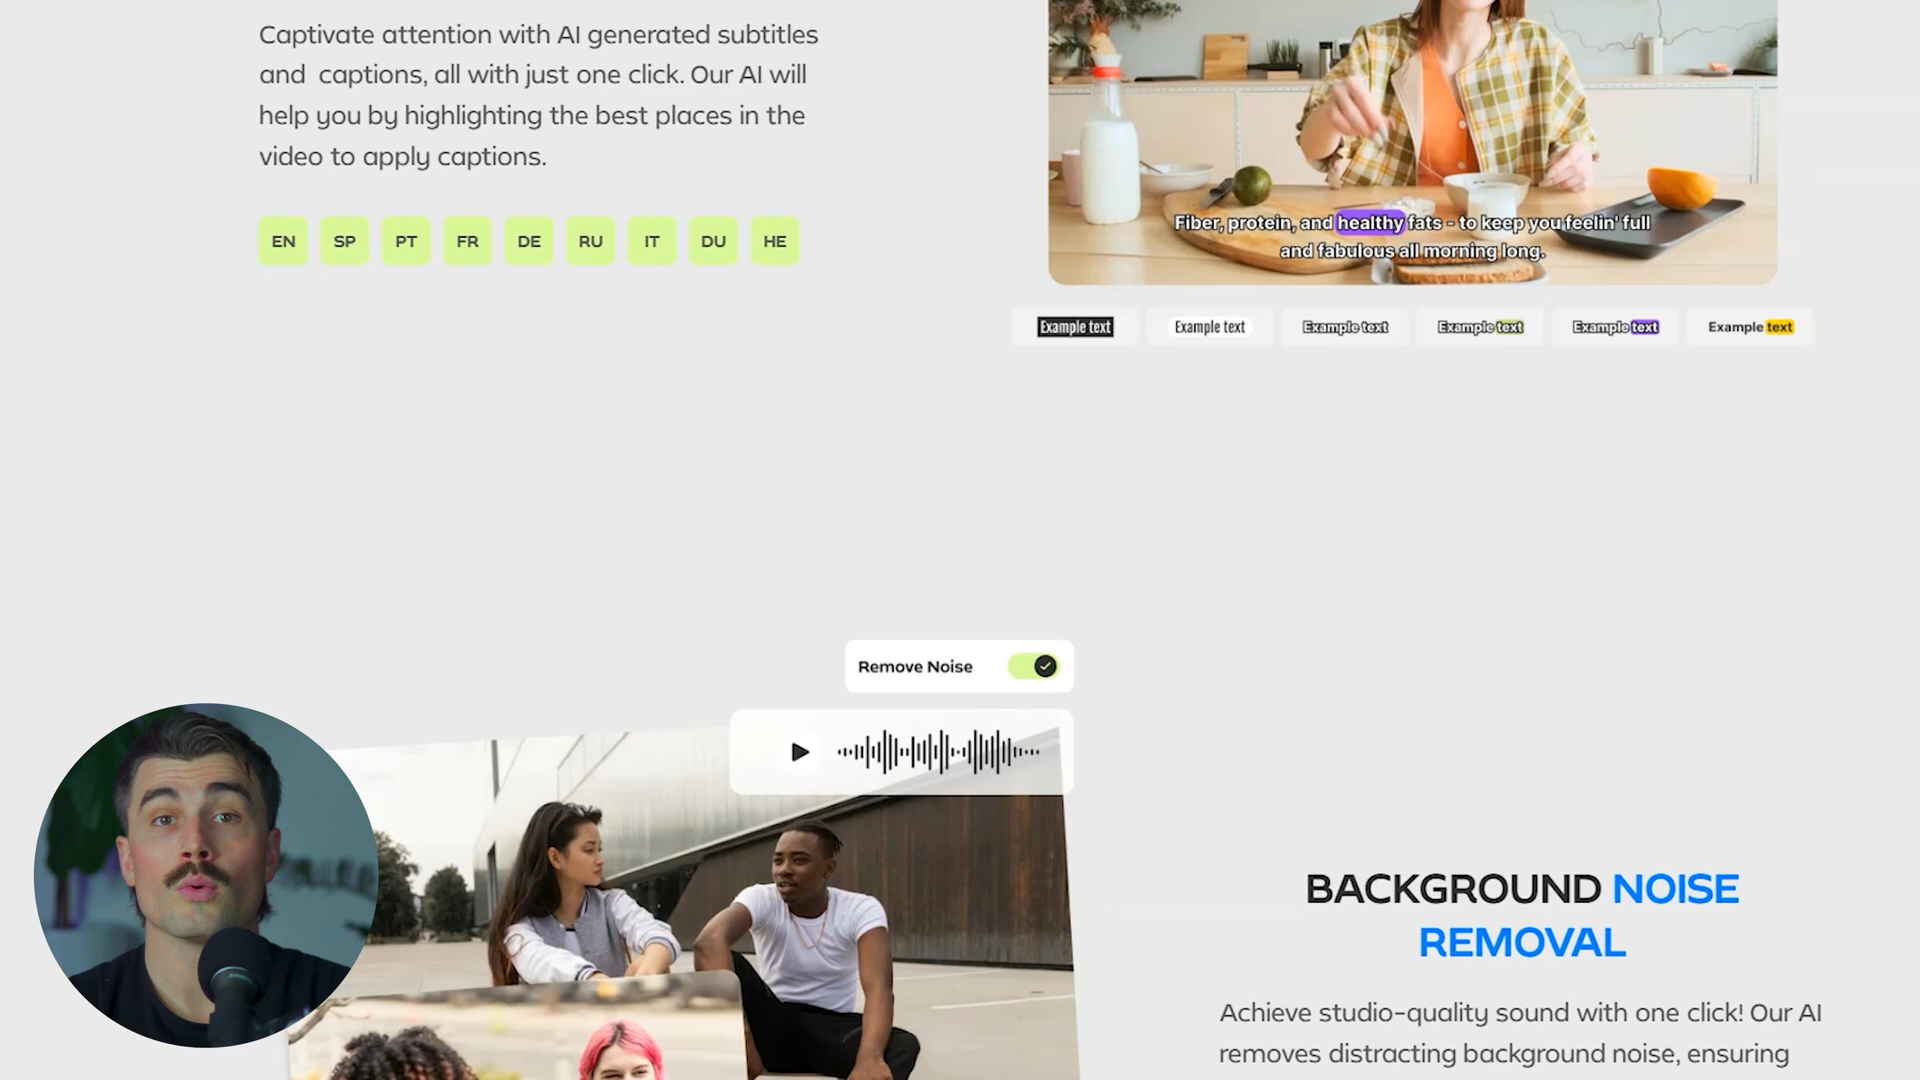 Captivate attention with AI generated subtitles
and captions, all with just one click. Our AI will
help you by highlighting the best places in the
video to apply captions.
EN SP PT FR DE RU IT DU HE
Fiber, protein, and healthy fats - to keep you feelin' full
and fabulous all morning long.
Example text Example text Example text Example text Example text Example text
Remove Noise
BACKGROUND NOISE
REMOVAL
Achieve studio-quality sound with one click! Our AI
removes distracting background noise, ensuring